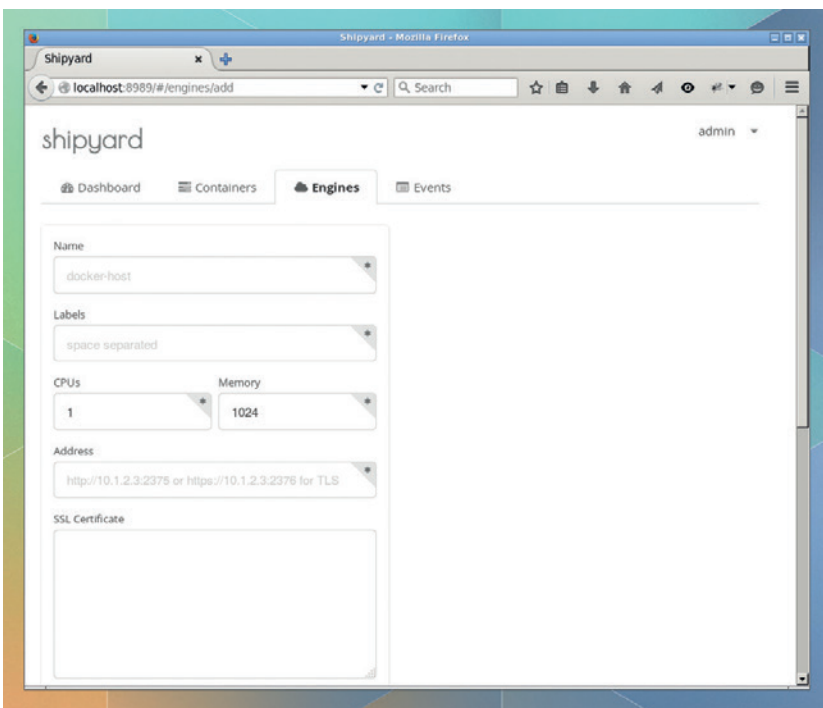 Shipyard - Mozilla Firefox
Shipyard
localhost:8989/#/engines/add
Search
shipyard
admin
Dashboard Containers Engines Events
Name
*
docker-host
Labels
*
space separated
CPUs Memory
* *
1 1024
Address
*
http://10.1.2.3:2375 or https://10.1.2.3:2376 for TLS
SSL Certificate